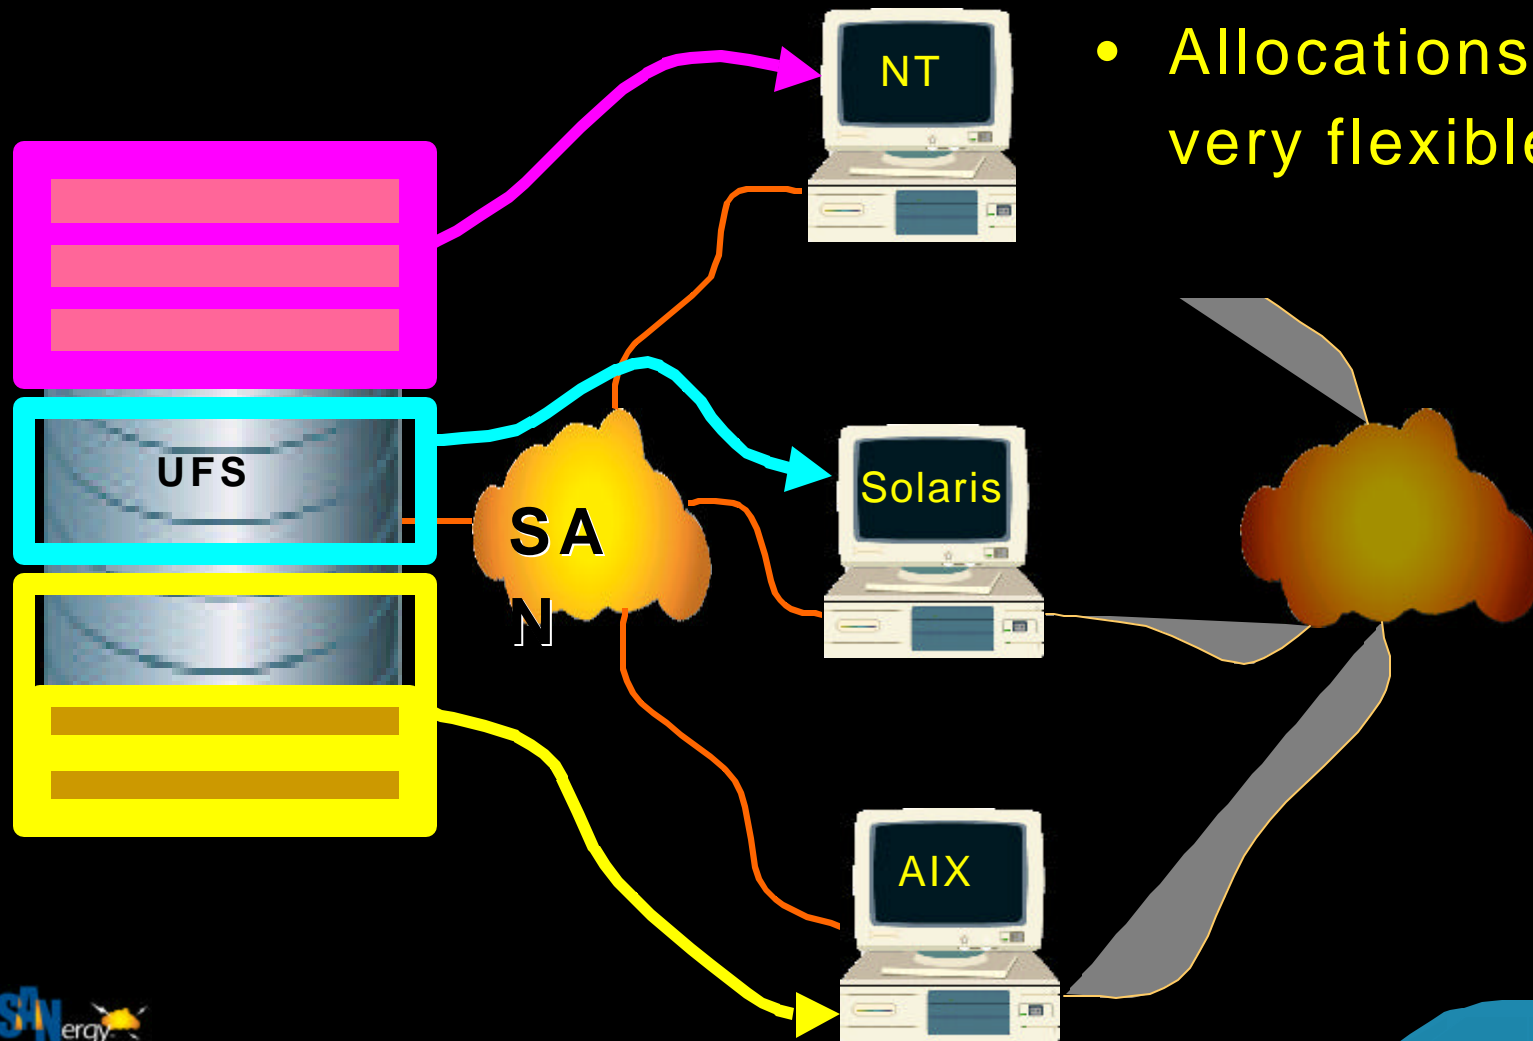 NT
• Allocations
very flexible
UFS
SA
N
Solaris
AIX
SANergy